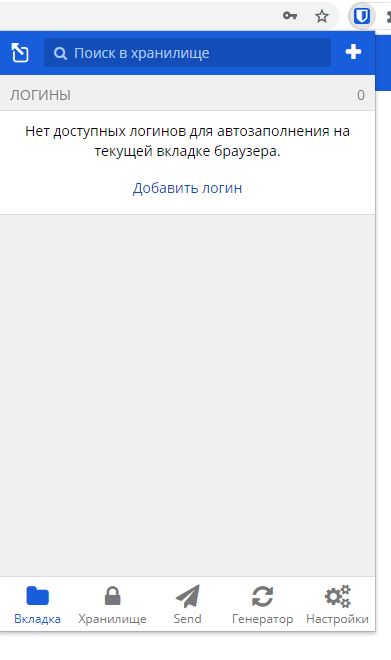 Поиск в хранилище
ЛОГИНЫ 0
Нет доступных логинов для автозаполнения на
текущей вкладке браузера.
Добавить логин
Вкладка Хранилище Send Генератор Настройки